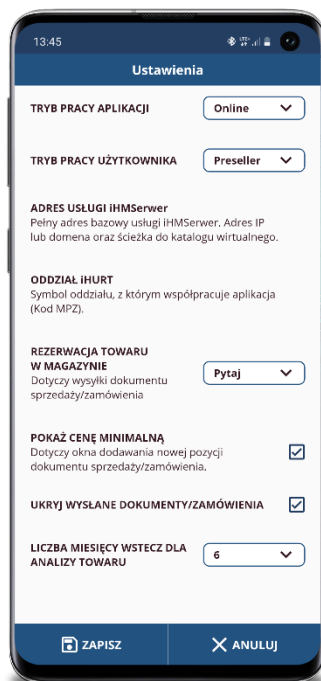 13:45
Ustawienia
TRYB PRACY APLIKACJI Online
TRYB PRACY UŻYTKOWNIKA Preseller
ADRES USŁUGI iHMSerwer
Pełny adres bazowy usługi iHMSerwer, Adres IP
lub domena oraz ścieżka do katalogu wirtualnego.
ODDZIAŁ iHURT
Symbol oddziału, z którym współpracuje aplikacja
(Kod MPZ).
REZERWACJA TOWARU
W MAGAZYNIE
Dotyczy wysyłki dokumentu
sprzedaży/zamówienia
Pytaj
POKAŻ CENĘ MINIMALNĄ
Dotyczy okna dodawania nowej pozycji
dokumentu sprzedaży/zamówienia.
UKRYJ WYSŁANE DOKUMENTY/ZAMÓWIENIA
LICZBA MIESIĘCY WSTECZ DLA
ANALIZY TOWARU
6
ZAPISZ ANULUJ